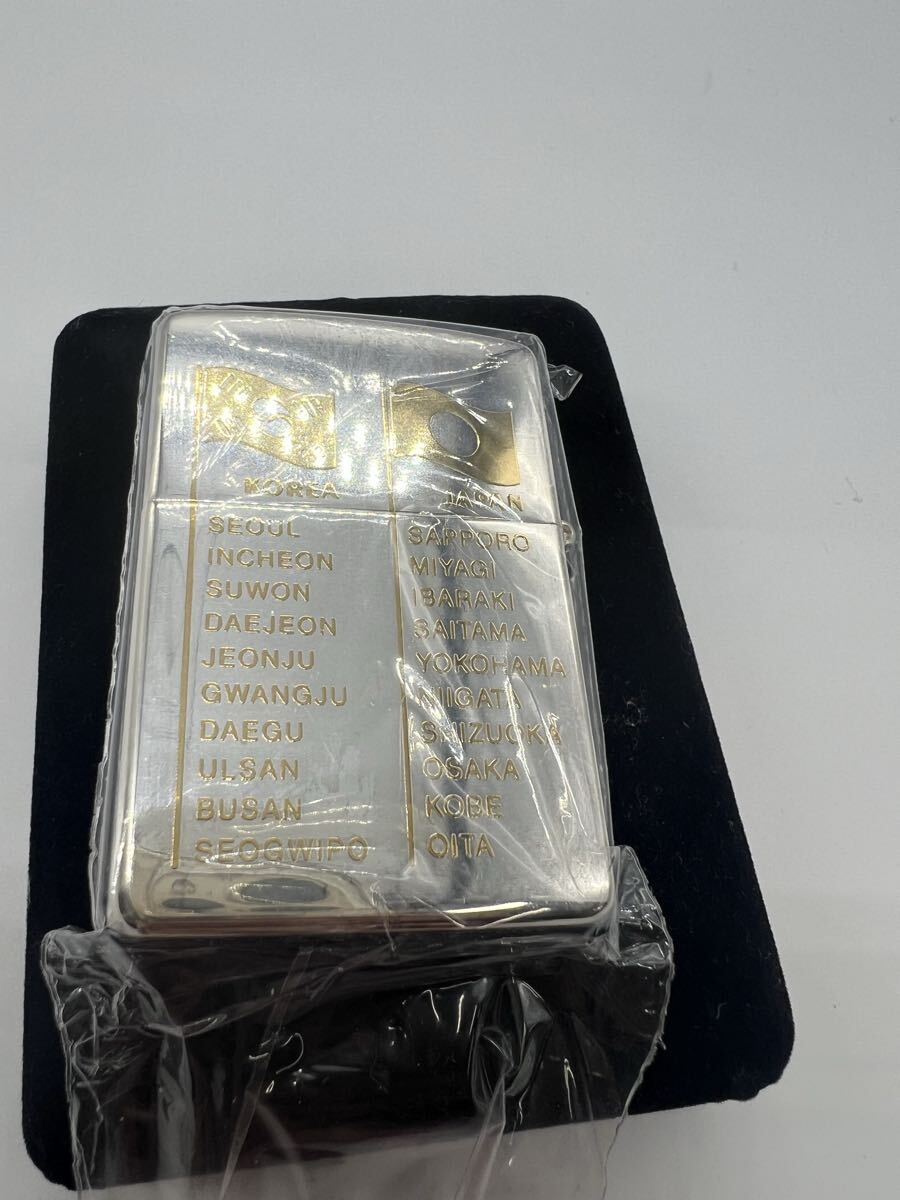 KOREA
SEOUL
INCHEON
SUWON
DAEJEON
JEONJU
GWANGJU
DAEGU
ULSAN
BUSAN
SEOGWIPO
JAPAN
SAPPORO
MIYAGI
IBARAKI
SAITAMA
YOKOHAMA
NIIGATA
SHIZUOKA
OSAKA
KOBE
OITA